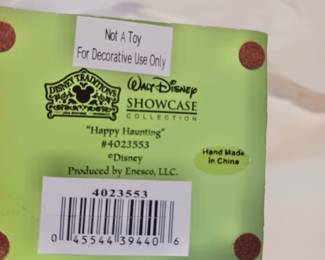 Not A Toy
For Decorative Use Only
DISNEY TRADITIONS
WALT DISNEY
SHOWCASE
COLLECTION
"Happy Haunting"
#4023553
©Disney
Produced by Enesco, LLC.
Hand Made
in China
4023553
0 45544 39440 6